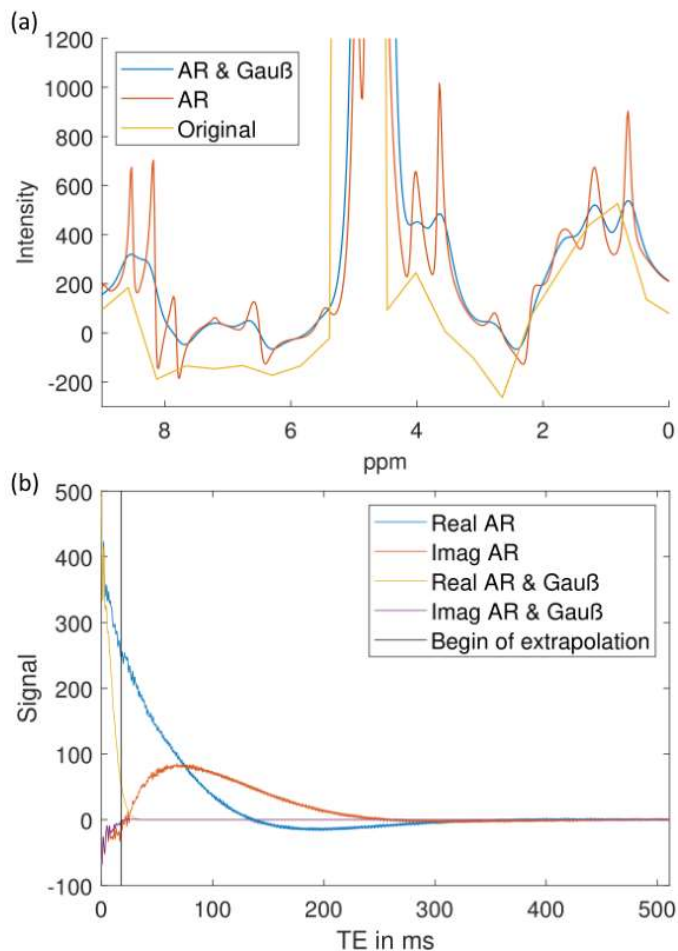 (a)
1200
1000
800
600
400
200
0
-200
Intensity
AR & Gauß
AR
Original
8
6
4
2
0
ppm
(b)
500
400
300
200
100
0
-100
Signal
Real AR
Imag AR
Real AR & Gauß
Imag AR & Gauß
Begin of extrapolation
0
100
200
300
400
500
TE in ms